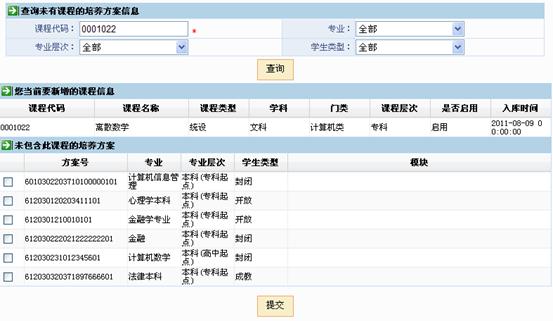 查询未有课程的培养方案信息
课程代码： 0001022 * 专业： 全部
专业层次： 全部 学生类型： 全部
查询
您当前要新增的课程信息
课程代码 课程名称 课程类型 学科 门类 课程层次 是否启用 入库时间
0001022 离散数学 统设 文科 计算机类 专科 启用 2011-08-09 0
0:00:00
未包含此课程的培养方案
方案号 专业 专业层次 学生类型 模块
6010302203710100000101 计算机信息管理 本科(专科起点) 封闭
612030120203411101 心理学本科 本科(专科起点) 开放
6120301210010101 金融学专业 本科(专科起点) 开放
612030222021222222201 金融 本科(专科起点) 封闭
612030231012345601 计算机数学 本科(高中起点) 封闭
612030320371897666601 法律本科 本科(专科起点) 成教
提交